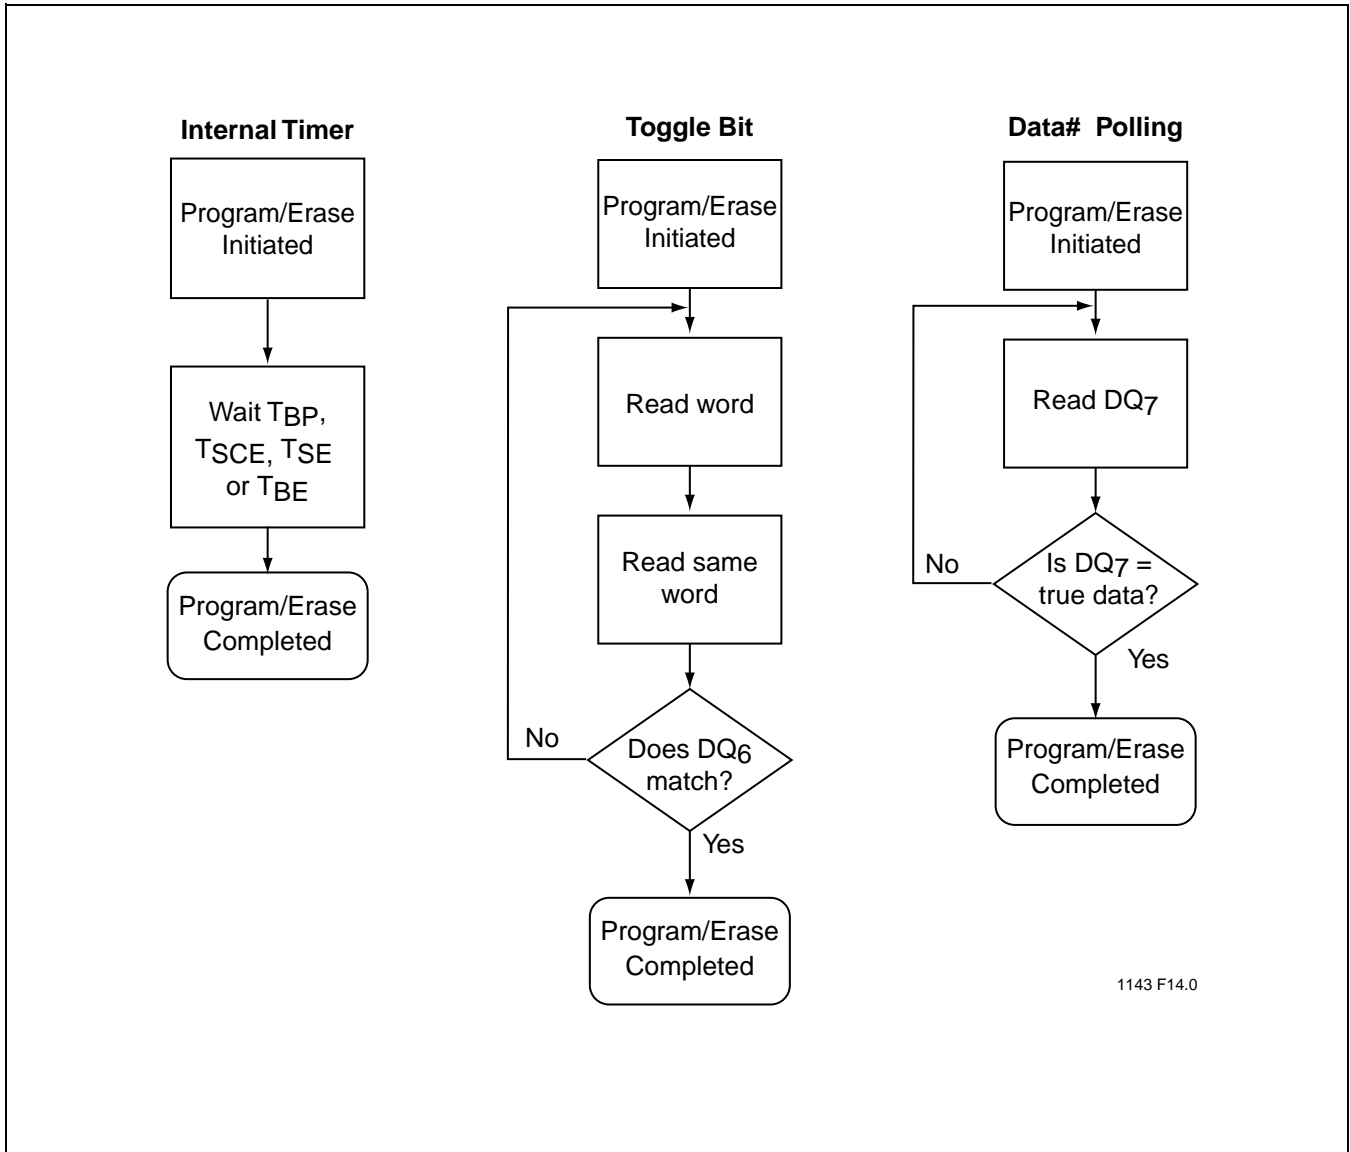 Internal Timer
Program/Erase
Initiated
Wait TBP,
TSCE, TSE
or TBE
Program/Erase
Completed
Toggle Bit
Program/Erase
Initiated
Read word
Read same
word
Does DQ6
match?
No
Yes
Program/Erase
Completed
Data# Polling
Program/Erase
Initiated
Read DQ7
Is DQ7 =
true data?
No
Yes
Program/Erase
Completed
1143 F14.0